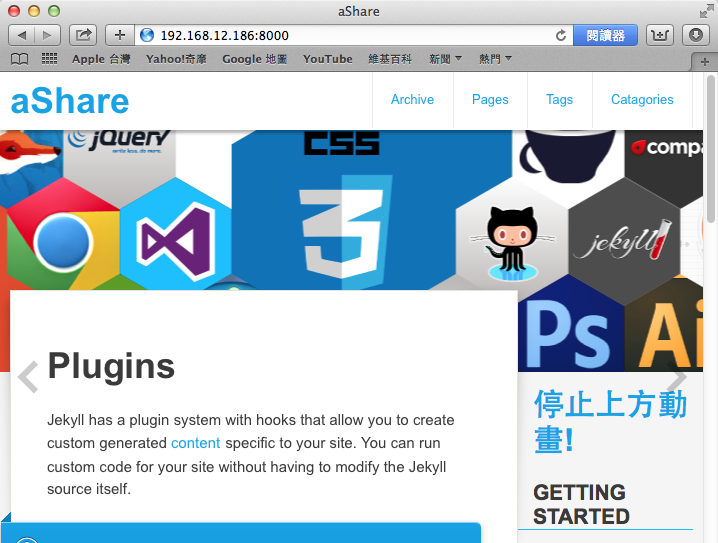 aShare
192.168.12.186:8000
閱讀器
Apple 台灣
Yahoo!奇摩
Google 地圖
YouTube
維基百科
新聞
熱門
aShare
Archive
Pages
Tags
Catagories
jQuery
write less, do more.
CSS
3
compa
jekyll
Ps
Ai
Plugins
Jekyll has a plugin system with hooks that allow you to create
custom generated content specific to your site. You can run
custom code for your site without having to modify the Jekyll
source itself.
停止上方動
畫!
GETTING
STARTED